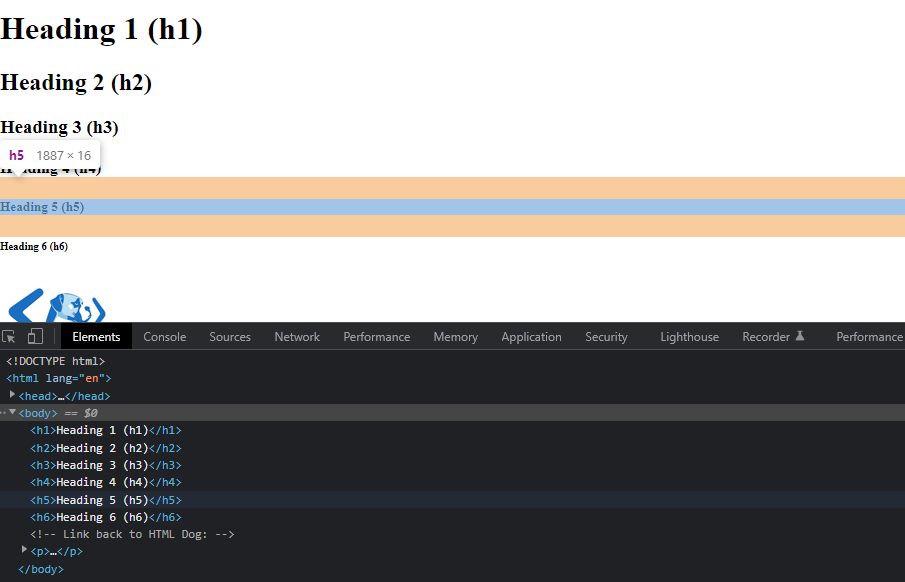 Heading 1 (h1)
Heading 2 (h2)
Heading 3 (h3)
h5 1887 × 16
Heading 4 (h4)
Heading 5 (h5)
Heading 6 (h6)
Elements Console Sources Network Performance Memory Application Security Lighthouse Recorder Performance
<!DOCTYPE html>
<html lang="en">
<head>…</head>
<body> == $0
<h1>Heading 1 (h1)</h1>
<h2>Heading 2 (h2)</h2>
<h3>Heading 3 (h3)</h3>
<h4>Heading 4 (h4)</h4>
<h5>Heading 5 (h5)</h5>
<h6>Heading 6 (h6)</h6>
<!-- Link back to HTML Dog: -->
<p>…</p>
</body>